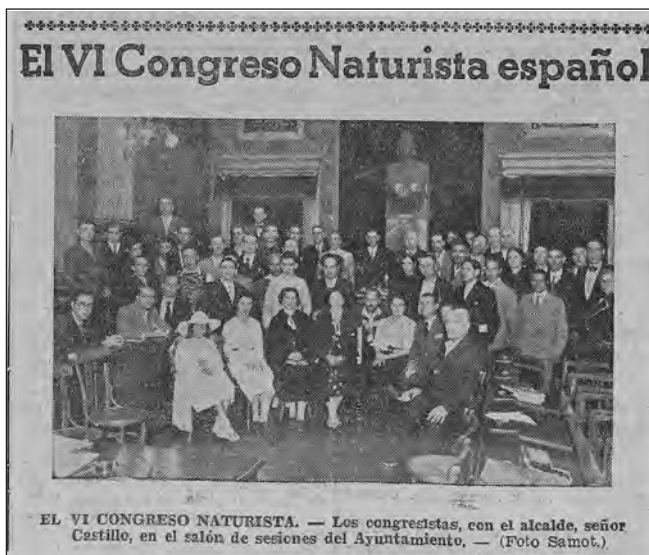 El VI Congreso Naturista español
EL VI CONGRESO NATURISTA. — Los congresistas, con el alcalde, señor
Castillo, en el salón de sesiones del Ayuntamiento. — (Foto Samot.)